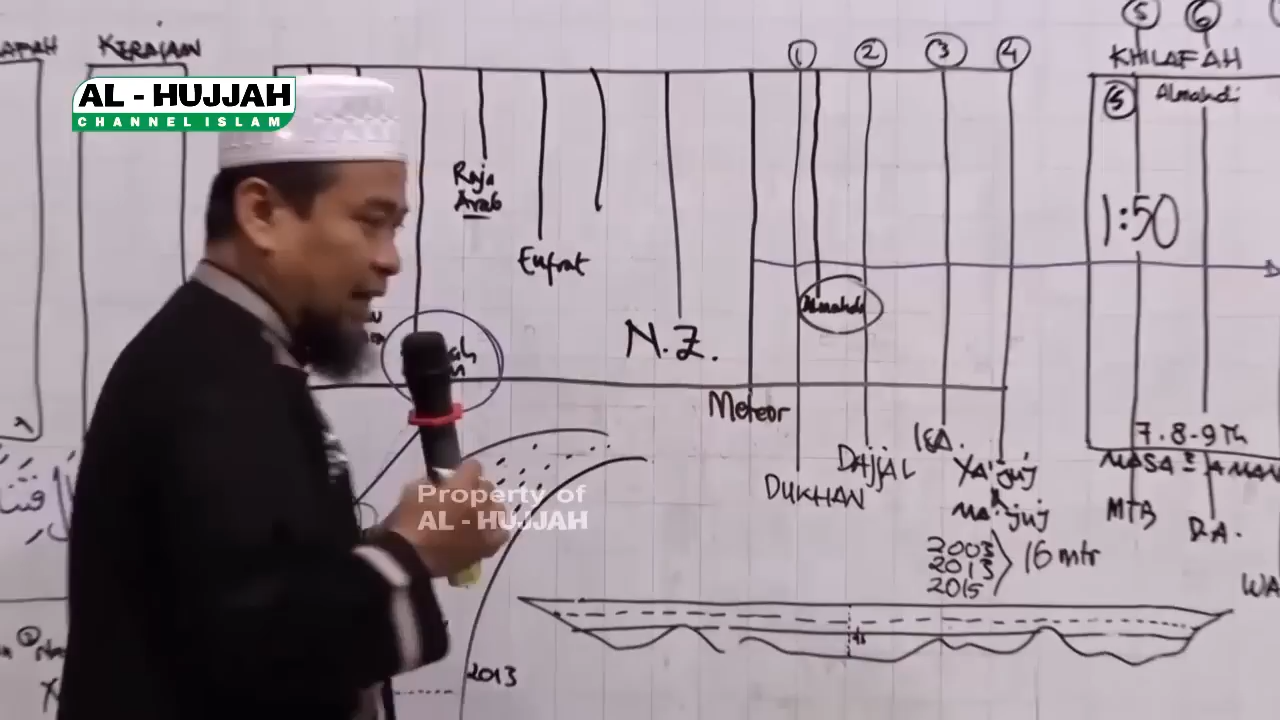 KERAJAAN
1
2
3
4
5
6
KHILAFAH
5
Almahdi
AL - HUJJAH
CHANNEL ISLAM
Raja
Arab
1:50
Eufrat
Almahdi
N.Z.
Meteor
7.8-9 Th
ISA.
DAJJAL
DUKHAN
YA'juj
&
MA'juj
MTB
D.A.
2003
2013
2015
16 mtr
Property of
AL - HUJJAH
WA
2013